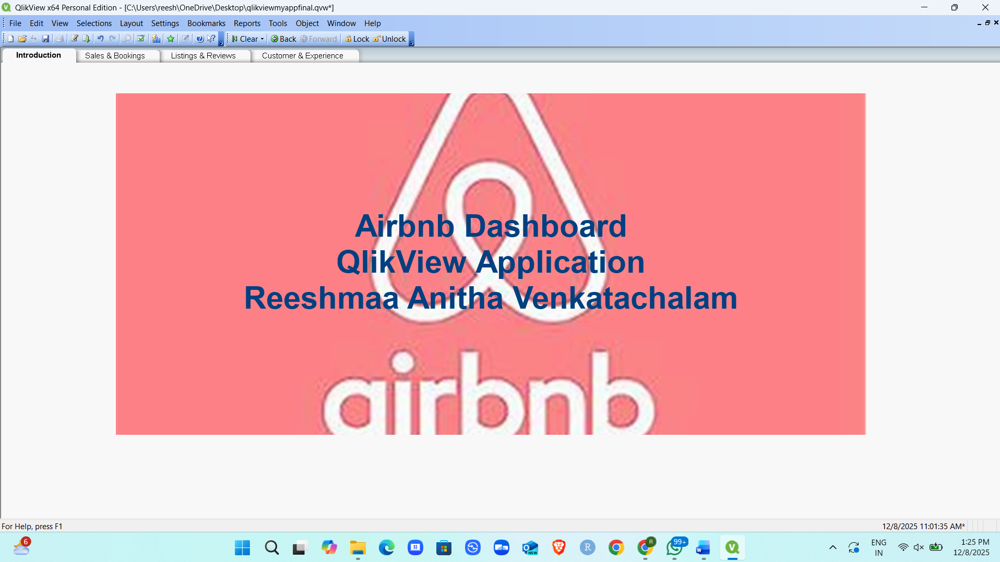 QlikView x64 Personal Edition - [C:\Users\reesh\OneDrive\Desktop\qlikviewmyappfinal.qvw*]
File Edit View Selections Layout Settings Bookmarks Reports Tools Object Window Help
Clear Back Forward Lock Unlock
Introduction Sales & Bookings Listings & Reviews Customer & Experience
Airbnb Dashboard
QlikView Application
Reeshmaa Anitha Venkatachalam
airbnb
For Help, press F1 12/8/2025 11:01:35 AM*
6 NEW R R 99+ W ENG 1:25 PM
IN 12/8/2025